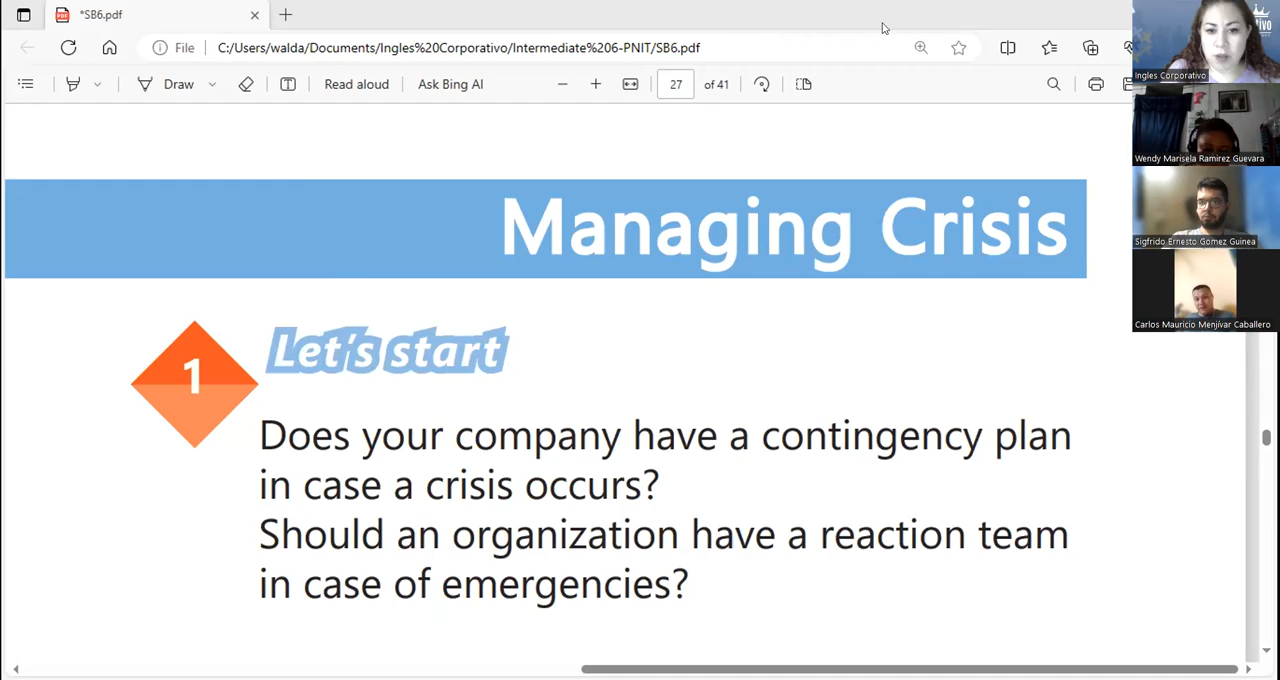 *SB6.pdf
File
C:/Users/walda/Documents/Ingles%20Corporativo/Intermediate%206-PNIT/SB6.pdf
Draw
Read aloud
Ask Bing AI
27
of 41
Ingles Corporativo
Wendy Marisela Ramirez Guevara
Sigfrido Ernesto Gomez Guinea
Carlos Mauricio Menjívar Caballero
Managing Crisis
1
Let's start
Does your company have a contingency plan
in case a crisis occurs?
Should an organization have a reaction team
in case of emergencies?